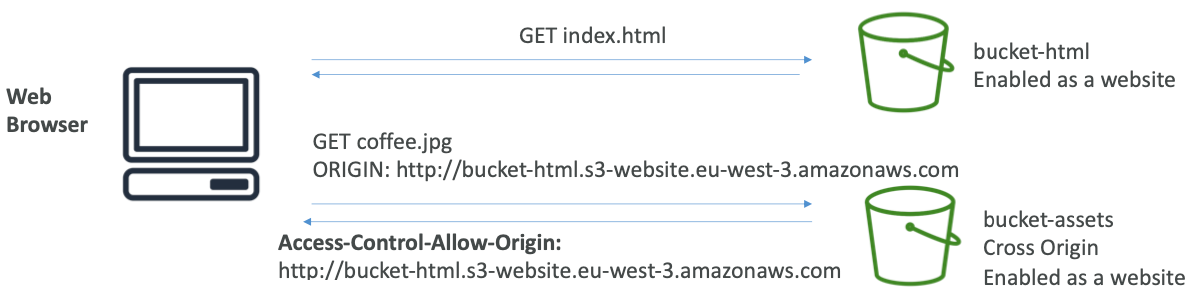 GET index.html
bucket-html
Enabled as a website
Web
Browser
GET coffee.jpg
ORIGIN: http://bucket-html.s3-website.eu-west-3.amazonaws.com
bucket-assets
Cross Origin
Enabled as a website
Access-Control-Allow-Origin:
http://bucket-html.s3-website.eu-west-3.amazonaws.com